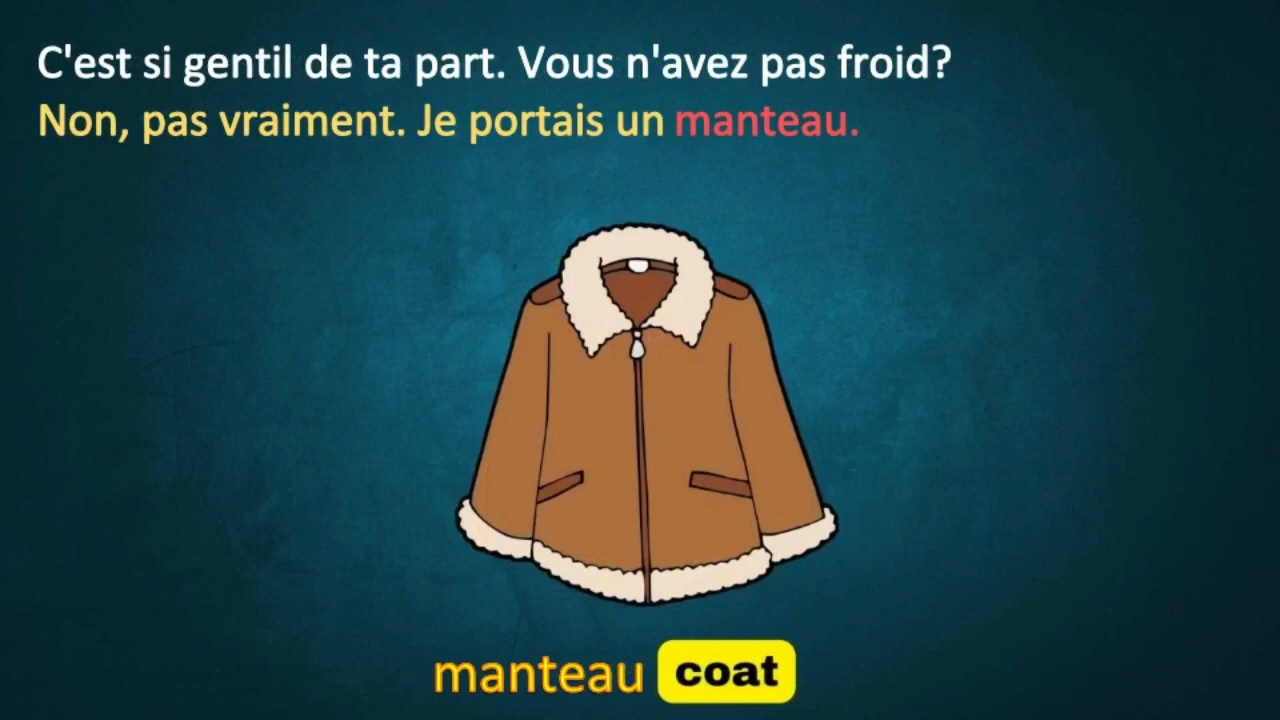 C'est si gentil de ta part. Vous n'avez pas froid?
Non, pas vraiment. Je portais un manteau.
manteau coat